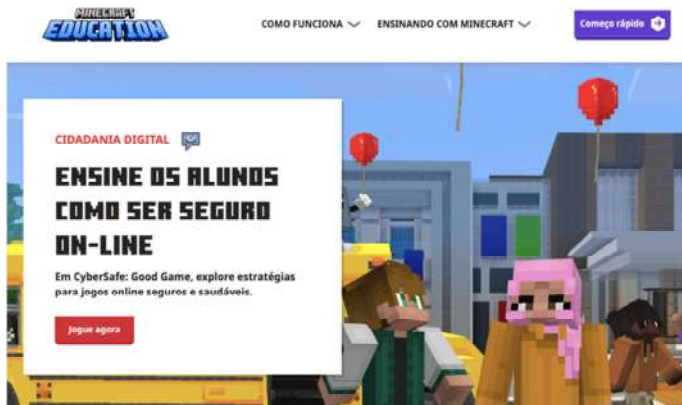 MINECRAFT
EDUCATION
COMO FUNCIONA
ENSINANDO COM MINECRAFT
Começo rápido
CIDADANIA DIGITAL
ENSINE OS ALUNOS
COMO SER SEGURO
ON-LINE
Em CyberSafe: Good Game, explore estratégias
para jogos online seguros e saudáveis.
Jogue agora